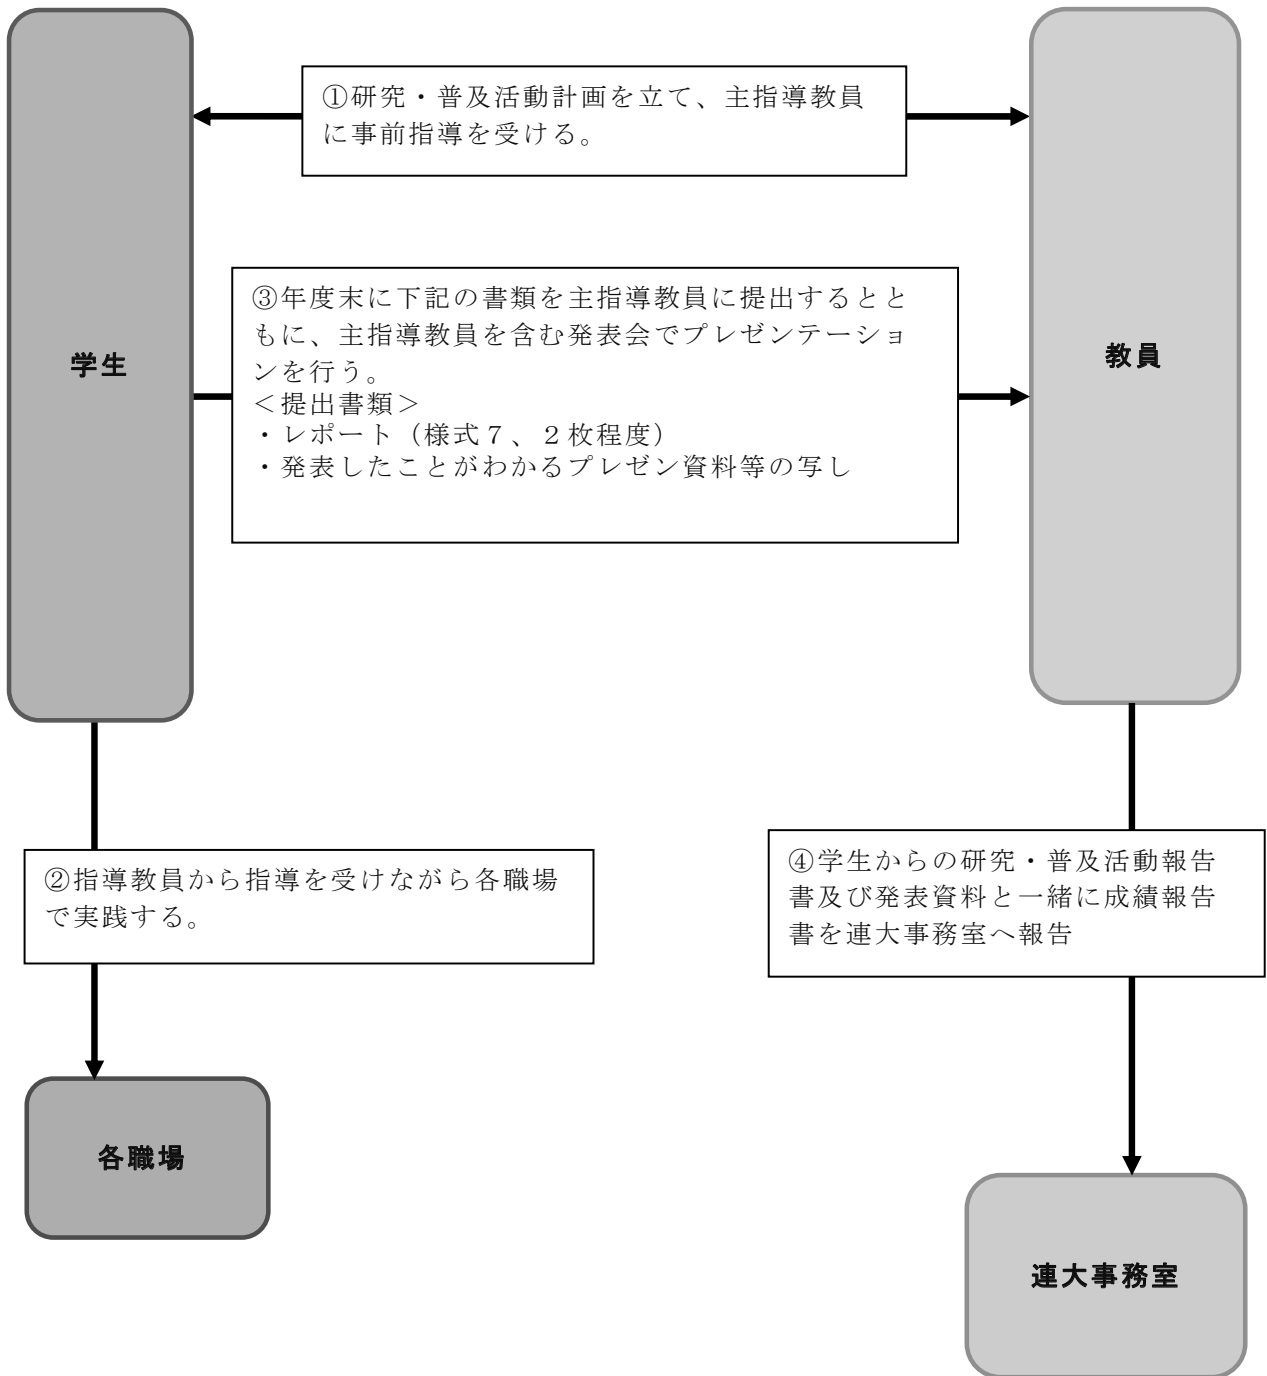 ①研究・普及活動計画を立て、主指導教員
に事前指導を受ける。
③年度末に下記の書類を主指導教員に提出するとと
もに、主指導教員を含む発表会でプレゼンテーショ
ンを行う。
＜提出書類＞
・レポート（様式７、２枚程度）
・発表したことがわかるプレゼン資料等の写し
学生
教員
②指導教員から指導を受けながら各職場
で実践する。
④学生からの研究・普及活動報告
書及び発表資料と一緒に成績報告
書を連大事務室へ報告
各職場
連大事務室